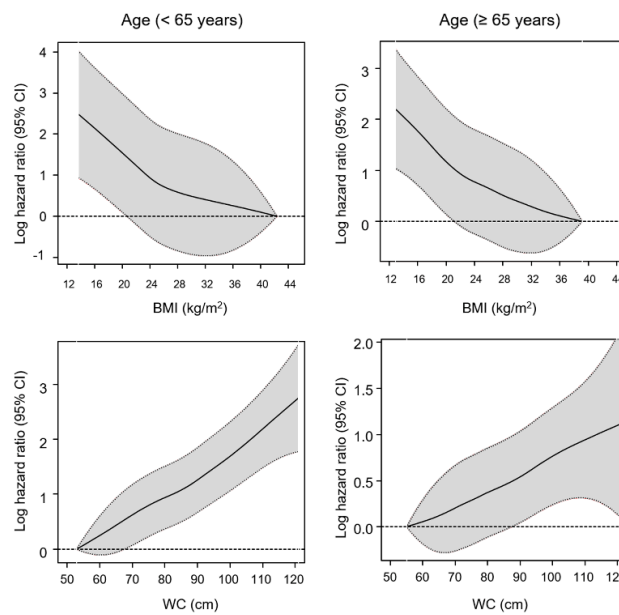 Age (< 65 years)
Age (≥ 65 years)
Log hazard ratio (95% CI)
4
3
2
1
0
-1
12 16 20 24 28 32 36 40 44
BMI (kg/m²)
Log hazard ratio (95% CI)
3
2
1
0
12 16 20 24 28 32 36 40 44
BMI (kg/m²)
Log hazard ratio (95% CI)
3
2
1
0
50 60 70 80 90 100 110 120
WC (cm)
Log hazard ratio (95% CI)
2.0
1.5
1.0
0.5
0.0
50 60 70 80 90 100 110 120
WC (cm)